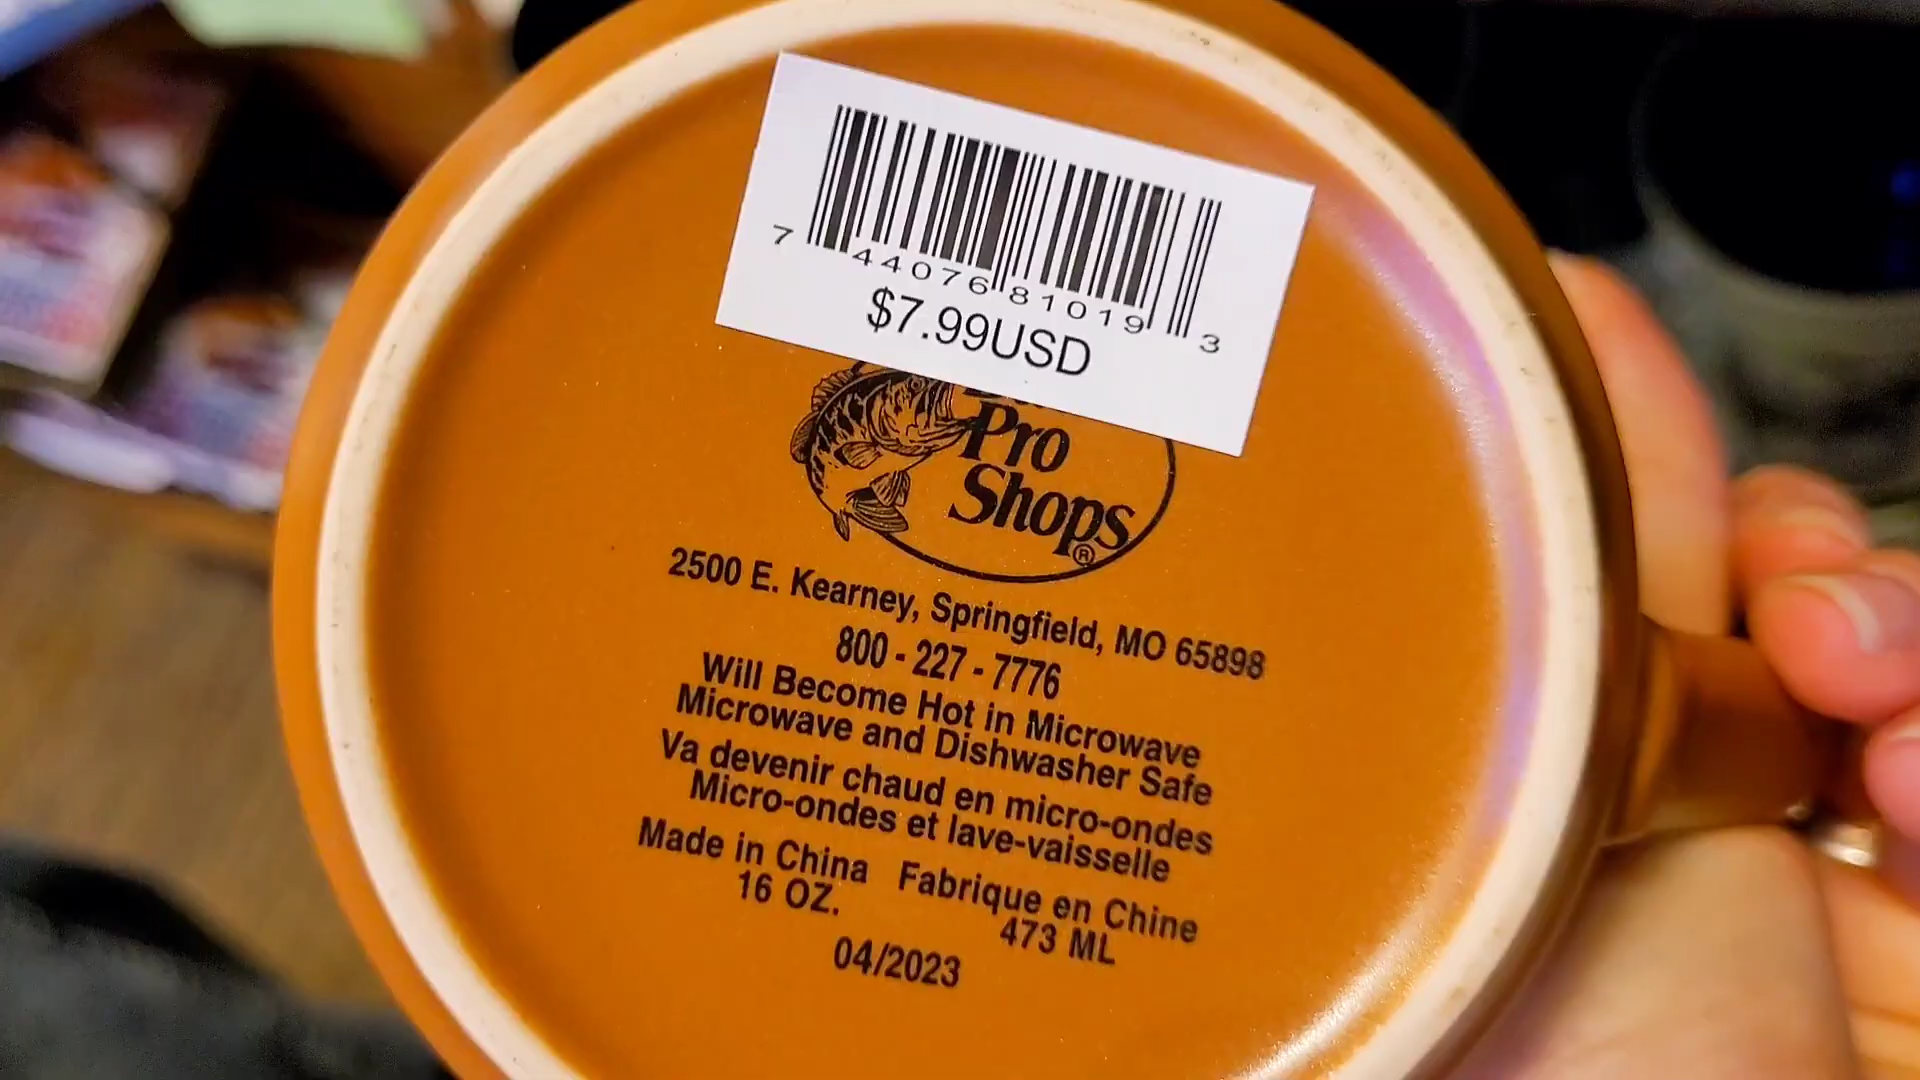 7 44076 81019 3
$7.99USD
Pro
Shops®
2500 E. Kearney, Springfield, MO 65898
800 - 227 - 7776
Will Become Hot in Microwave
Microwave and Dishwasher Safe
Va devenir chaud en micro-ondes
Micro-ondes et lave-vaisselle
Made in China Fabrique en Chine
16 OZ. 473 ML
04/2023